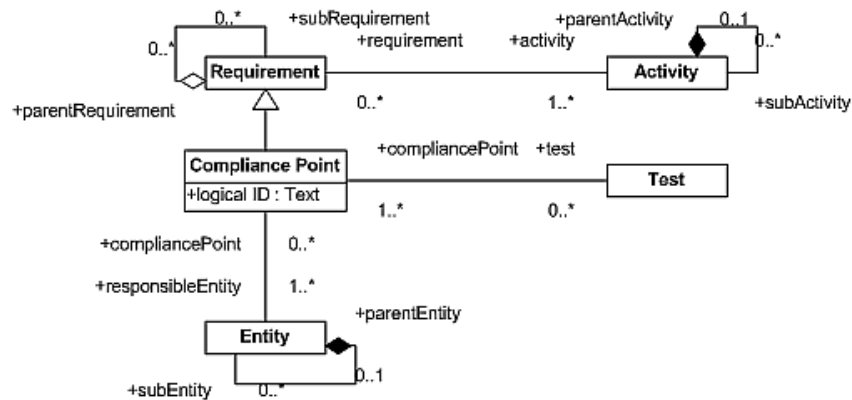 0..*
+subRequirement
+parentActivity
0..1
0..*
+requirement
+activity
0..*
Requirement
Activity
+parentRequirement
0..*
1..*
+subActivity
Compliance Point
+compliancePoint
+test
+logical ID : Text
Test
1..*
0..*
+compliancePoint
0..*
+responsibleEntity
1..*
+parentEntity
Entity
0..1
+subEntity
0..*